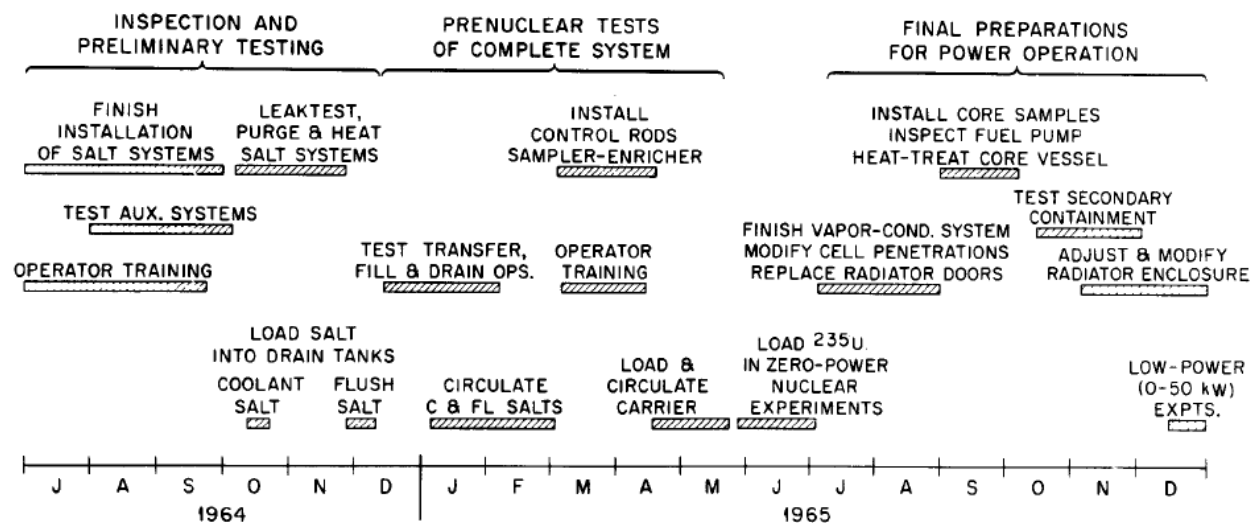 INSPECTION AND
PRELIMINARY TESTING
PRENUCLEAR TESTS
OF COMPLETE SYSTEM
FINAL PREPARATIONS
FOR POWER OPERATION
FINISH
INSTALLATION
OF SALT SYSTEMS
LEAKTEST,
PURGE & HEAT
SALT SYSTEMS
INSTALL
CONTROL RODS
SAMPLER-ENRICHER
INSTALL CORE SAMPLES
INSPECT FUEL PUMP
HEAT-TREAT CORE VESSEL
TEST AUX. SYSTEMS
TEST SECONDARY
CONTAINMENT
OPERATOR TRAINING
TEST TRANSFER,
FILL & DRAIN OPS.
OPERATOR
TRAINING
FINISH VAPOR-COND. SYSTEM
MODIFY CELL PENETRATIONS
REPLACE RADIATOR DOORS
ADJUST & MODIFY
RADIATOR ENCLOSURE
LOAD SALT
INTO DRAIN TANKS
COOLANT
SALT
FLUSH
SALT
CIRCULATE
C & FL SALTS
LOAD &
CIRCULATE
CARRIER
LOAD 235U.
IN ZERO-POWER
NUCLEAR
EXPERIMENTS
LOW-POWER
(0-50 kW)
EXPTS.
J A S O N D J F M A M J J A S O N D
1964 1965